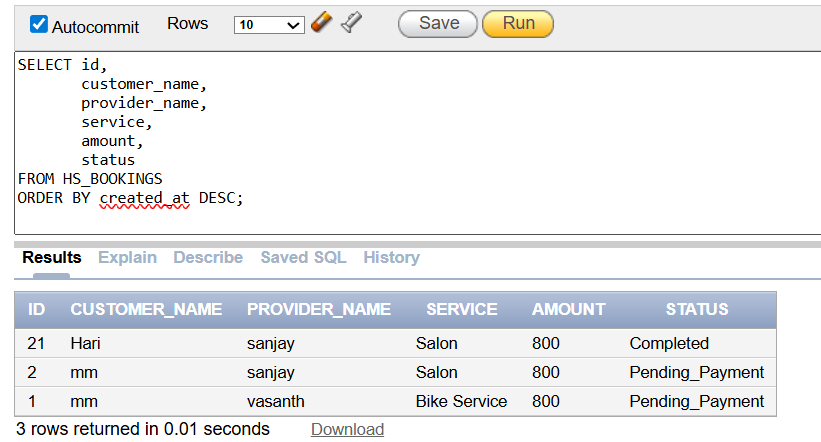 Autocommit Rows 10 Save Run
SELECT id,
customer_name,
provider_name,
service,
amount,
status
FROM HS_BOOKINGS
ORDER BY created_at DESC;
Results Explain Describe Saved SQL History
ID CUSTOMER_NAME PROVIDER_NAME SERVICE AMOUNT STATUS
21 Hari sanjay Salon 800 Completed
2 mm sanjay Salon 800 Pending_Payment
1 mm vasanth Bike Service 800 Pending_Payment
3 rows returned in 0.01 seconds Download